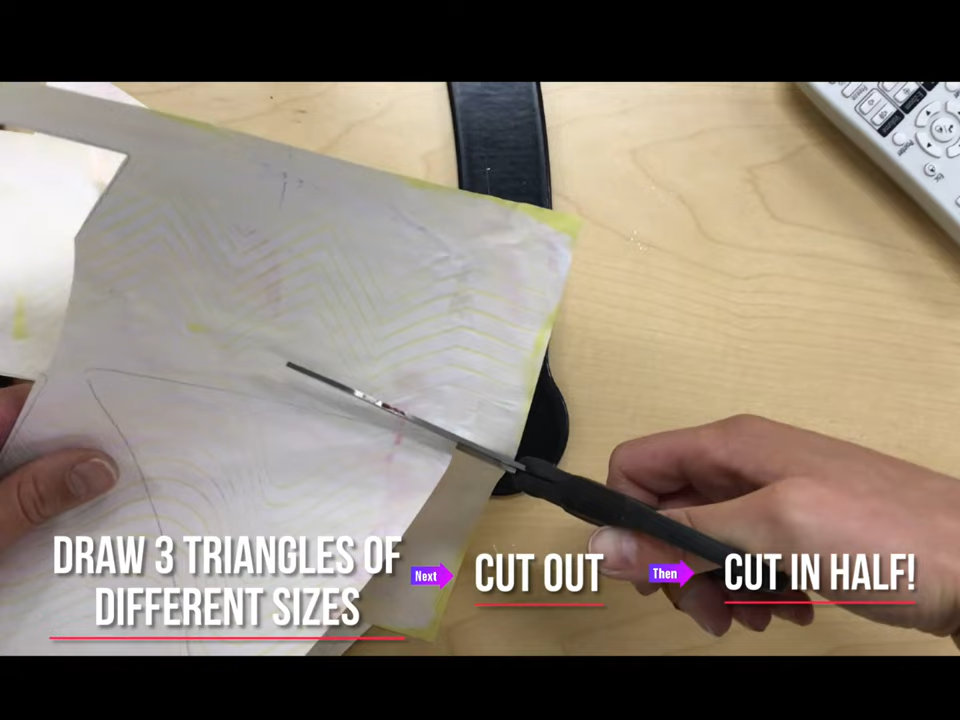 DRAW 3 TRIANGLES OF
DIFFERENT SIZES
Next
CUT OUT
Then
CUT IN HALF!